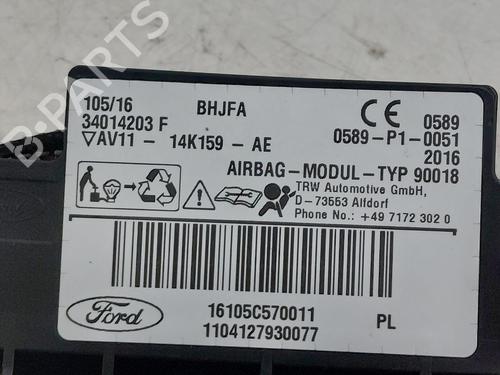 B-PARTS
105/16
BHJFA
34014203 F
CE 0589
▽AV11 - 14K159 - AE
0589-P1-0051
2016
AIRBAG-MODUL-TYP 90018
TRW Automotive GmbH,
D-73553 Alfdorf
Phone No.: +49 7172 302 0
Ford
16105C570011
PL
1104127930077